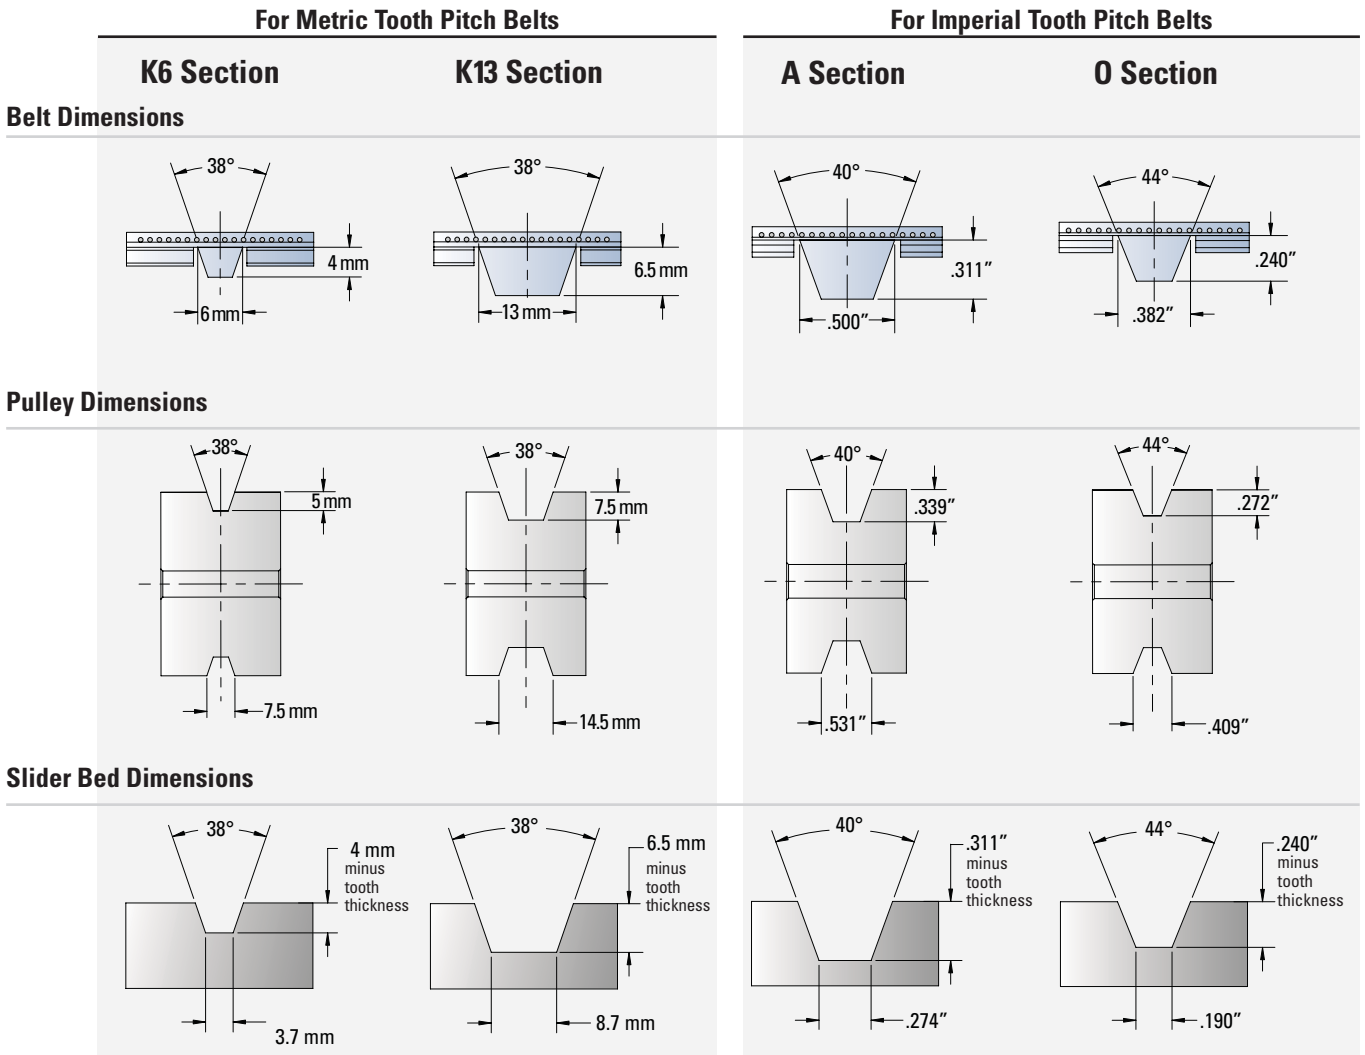 For Metric Tooth Pitch Belts
For Imperial Tooth Pitch Belts
K6 Section
K13 Section
A Section
O Section
Belt Dimensions
38°
38°
40°
44°
4 mm
6.5 mm
.311”
.240”
6 mm
13 mm
.500”
.382”
Pulley Dimensions
38°
38°
40°
44°
5 mm
7.5 mm
.339”
.272”
7.5 mm
14.5 mm
.531”
.409”
Slider Bed Dimensions
38°
38°
40°
44°
4 mm
minus
tooth
thickness
6.5 mm
minus
tooth
thickness
.311”
minus
tooth
thickness
.240”
minus
tooth
thickness
3.7 mm
8.7 mm
.274”
.190”